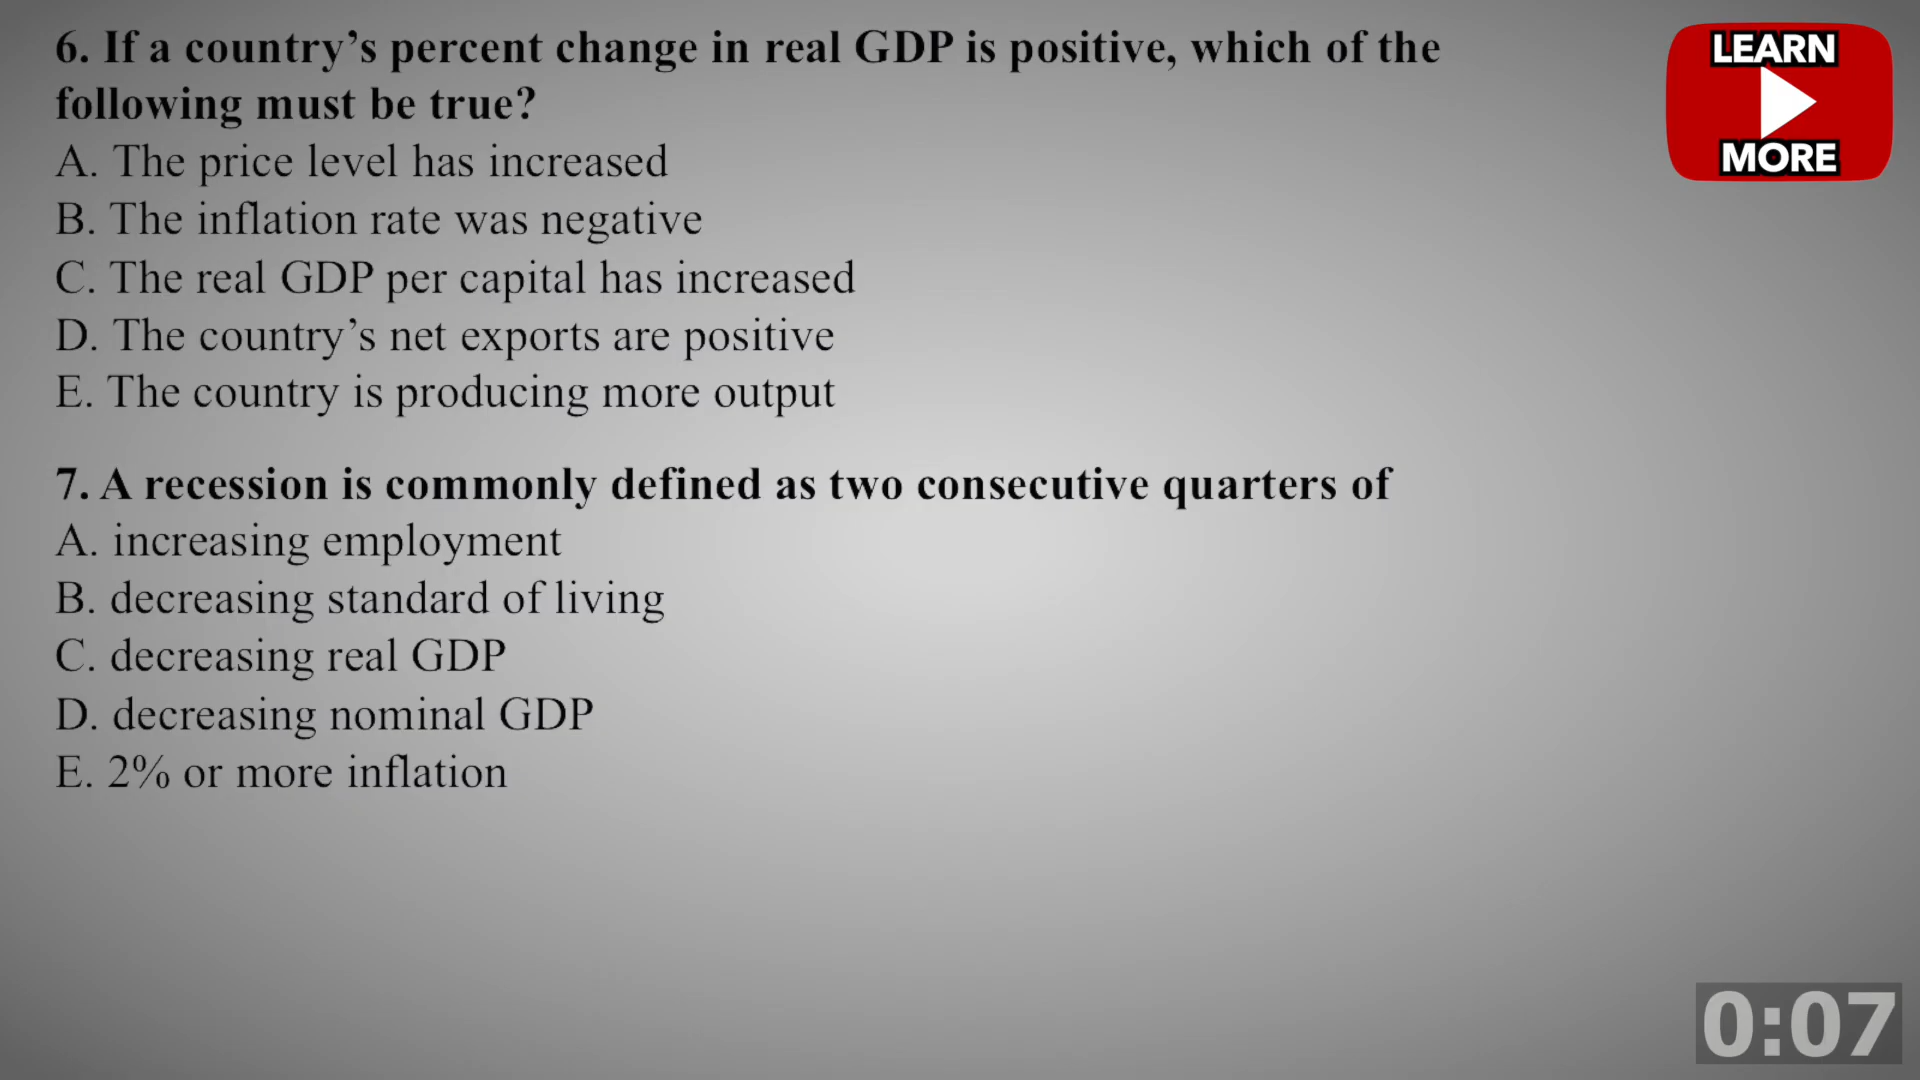 6. If a country’s percent change in real GDP is positive, which of the
following must be true?
A. The price level has increased
B. The inflation rate was negative
C. The real GDP per capital has increased
D. The country’s net exports are positive
E. The country is producing more output
7. A recession is commonly defined as two consecutive quarters of
A. increasing employment
B. decreasing standard of living
C. decreasing real GDP
D. decreasing nominal GDP
E. 2% or more inflation
LEARN
MORE
0:07